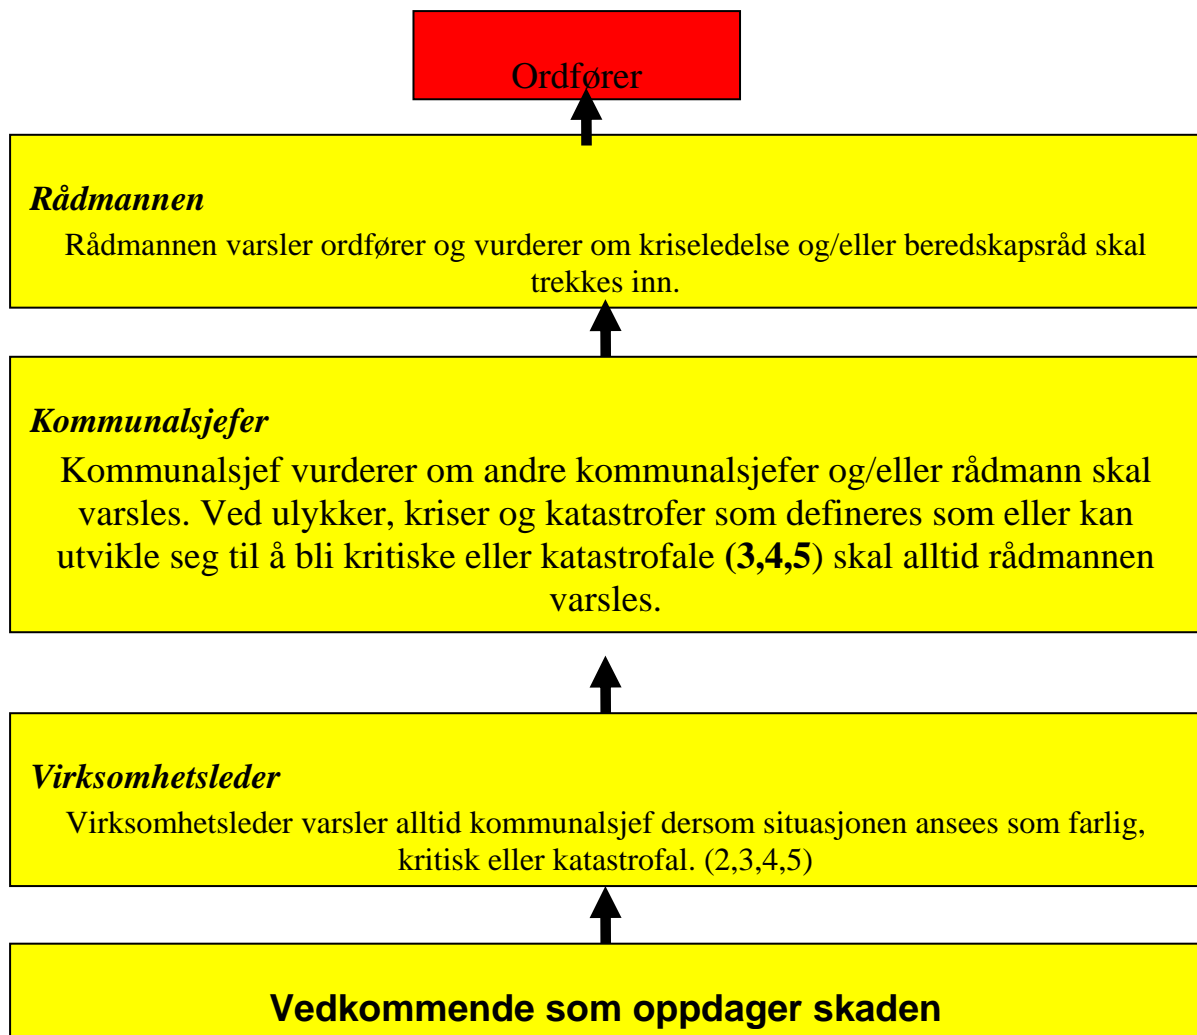 Ordfører
Rådmannen
Rådmannen varsler ordfører og vurderer om kriseledelse og/eller beredskapsråd skal
trekkes inn.
Kommunalsjefer
Kommunalsjef vurderer om andre kommunalsjefer og/eller rådmann skal
varsles. Ved ulykker, kriser og katastrofer som defineres som eller kan
utvikle seg til å bli kritiske eller katastrofale (3,4,5) skal alltid rådmannen
varsles.
Virksomhetsleder
Virksomhetsleder varsler alltid kommunalsjef dersom situasjonen ansees som farlig,
kritisk eller katastrofal. (2,3,4,5)
Vedkommende som oppdager skaden